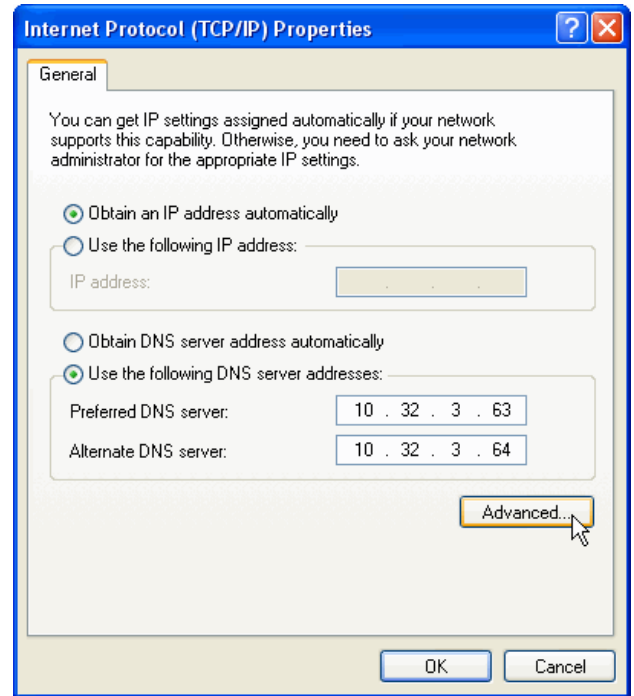 Internet Protocol (TCP/IP) Properties
General
You can get IP settings assigned automatically if your network
supports this capability. Otherwise, you need to ask your network
administrator for the appropriate IP settings.
Obtain an IP address automatically
Use the following IP address:
IP address:
Obtain DNS server address automatically
Use the following DNS server addresses:
Preferred DNS server: 10 . 32 . 3 . 63
Alternate DNS server: 10 . 32 . 3 . 64
Advanced...
OK Cancel